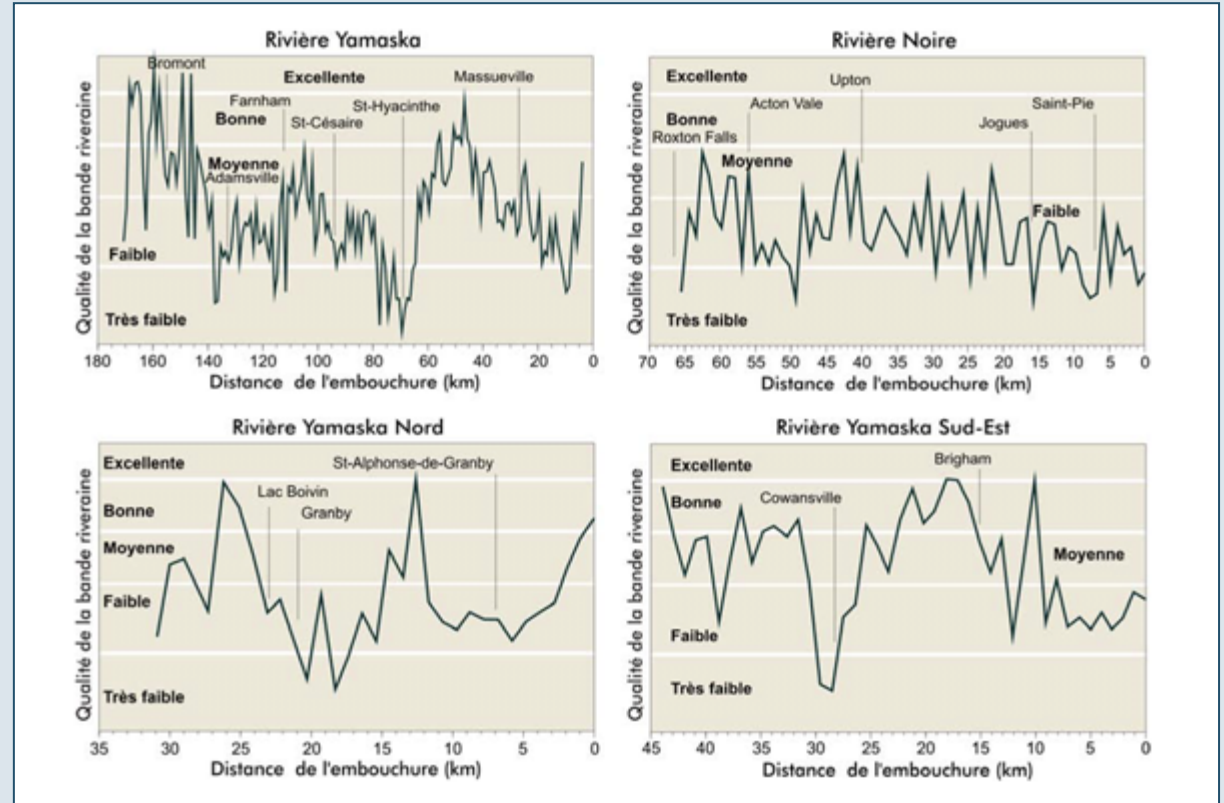 Rivière Yamaska
Qualité de la bande riveraine
Bromont
Excellente
Massueville
Farnham
St-Hyacinthe
Bonne
St-Césaire
Moyenne
Adamsville
Faible
Très faible
180 160 140 120 100 80 60 40 20 0
Distance de l'embouchure (km)
Rivière Noire
Qualité de la bande riveraine
Excellente
Upton
Acton Vale
Saint-Pie
Bonne
Jogues
Roxton Falls
Moyenne
Faible
Très faible
70 65 60 55 50 45 40 35 30 25 20 15 10 5 0
Distance de l'embouchure (km)
Rivière Yamaska Nord
Qualité de la bande riveraine
Excellente
St-Alphonse-de-Granby
Lac Boivin
Bonne
Granby
Moyenne
Faible
Très faible
35 30 25 20 15 10 5 0
Distance de l'embouchure (km)
Rivière Yamaska Sud-Est
Qualité de la bande riveraine
Brigham
Excellente
Cowansville
Bonne
Moyenne
Faible
Très faible
45 40 35 30 25 20 15 10 5 0
Distance de l'embouchure (km)